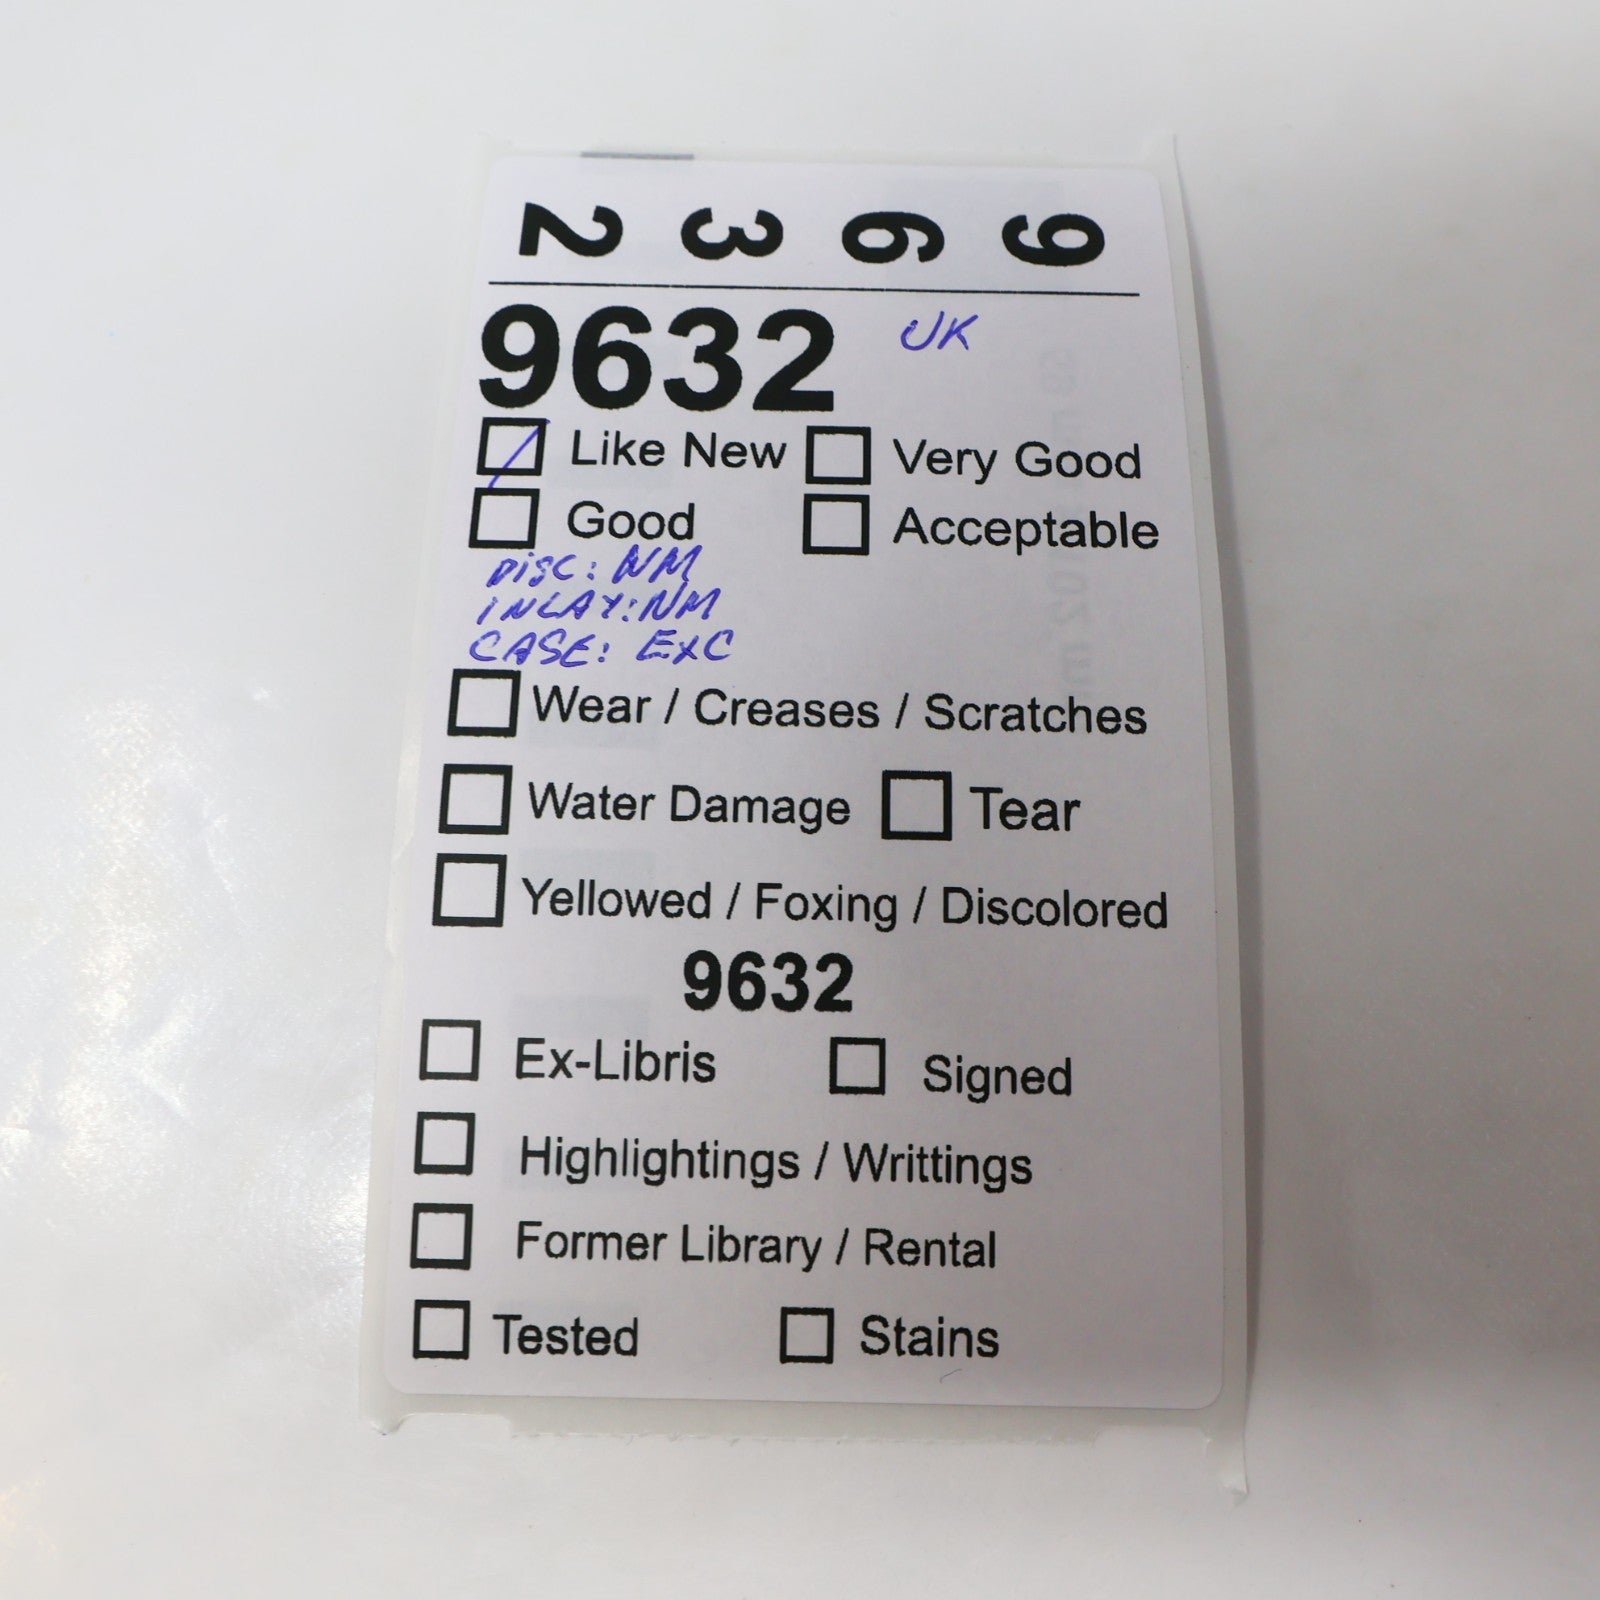 9 6 3 2
9632 UK
Like New Very Good
Good Acceptable
DISC: NM
INLAY: NM
CASE: EXC
Wear / Creases / Scratches
Water Damage Tear
Yellowed / Foxing / Discolored
9632
Ex-Libris Signed
Highlightings / Writtings
Former Library / Rental
Tested Stains